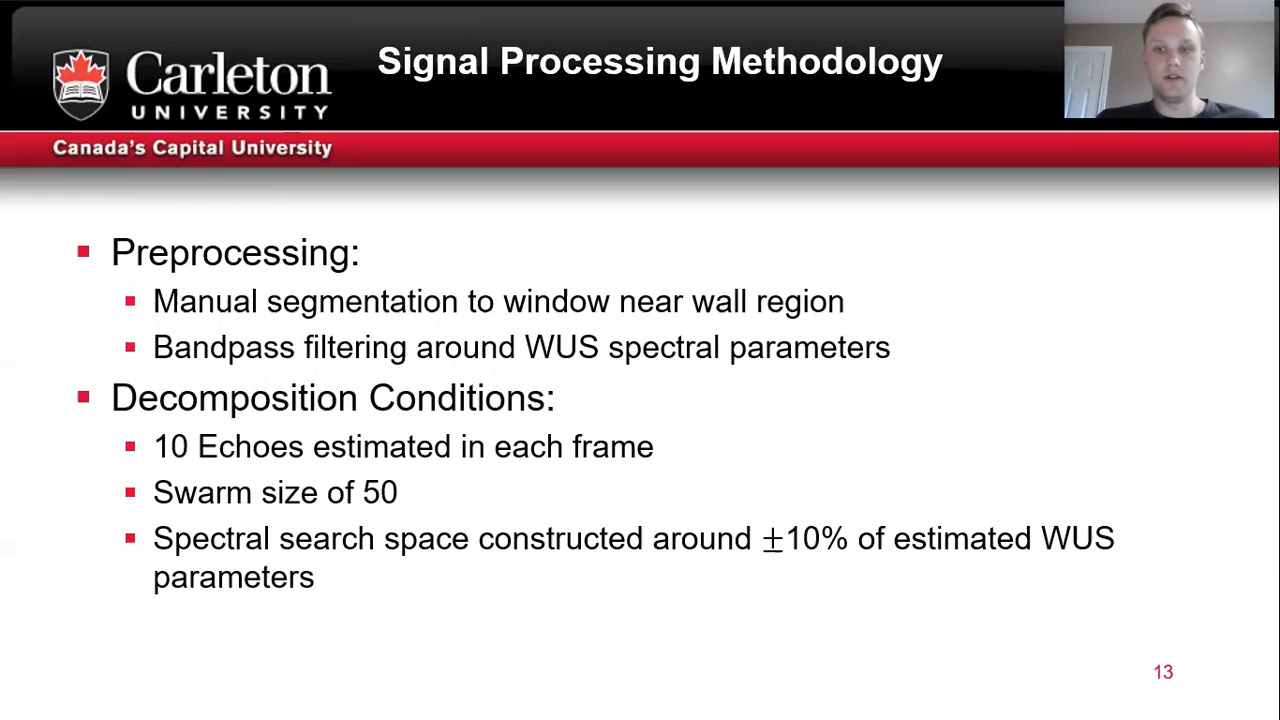 Signal Processing Methodology
Carleton
UNIVERSITY
Canada's Capital University
Preprocessing:
Manual segmentation to window near wall region
Bandpass filtering around WUS spectral parameters
Decomposition Conditions:
10 Echoes estimated in each frame
Swarm size of 50
Spectral search space constructed around ±10% of estimated WUS
parameters
13